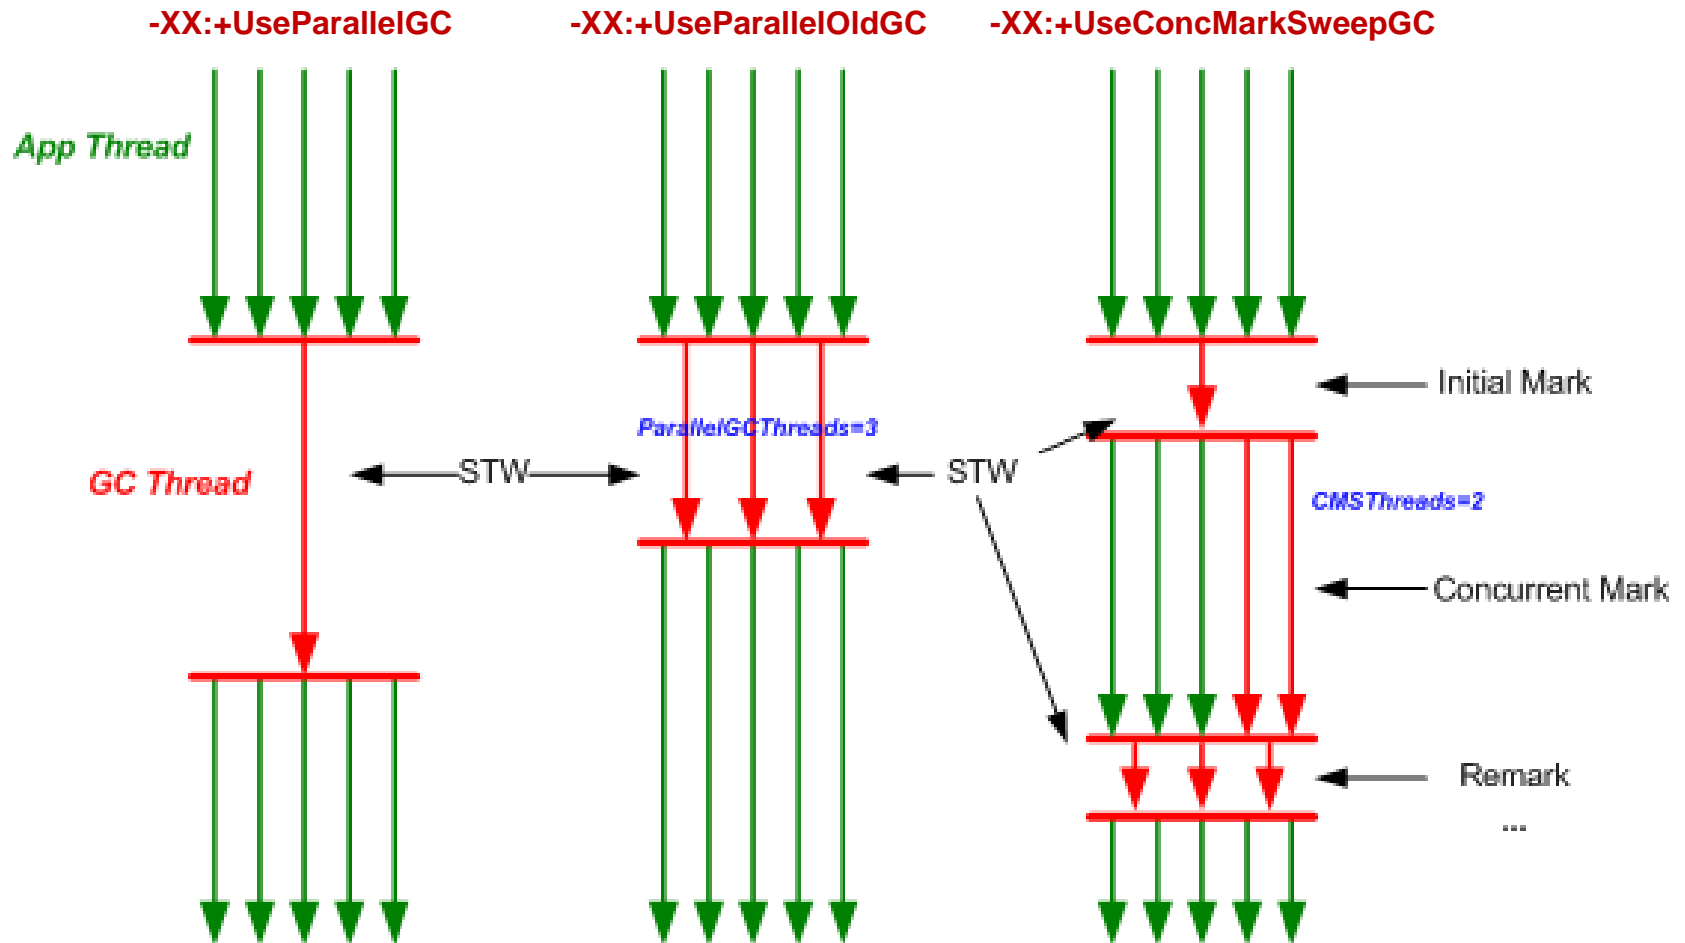 -XX:+UseParallelGC
-XX:+UseParallelOldGC
-XX:+UseConcMarkSweepGC
App Thread
Initial Mark
ParallelGCThreads=3
GC Thread
STW
STW
CMSThreads=2
Concurrent Mark
Remark
...